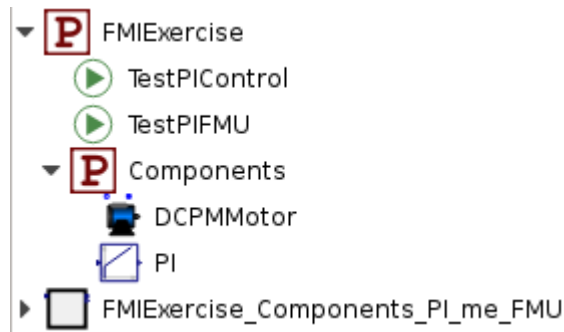 P FMIExercise
TestPIControl
TestPIFMU
P Components
DCPMMotor
PI
FMIExercise_Components_PI_me_FMU